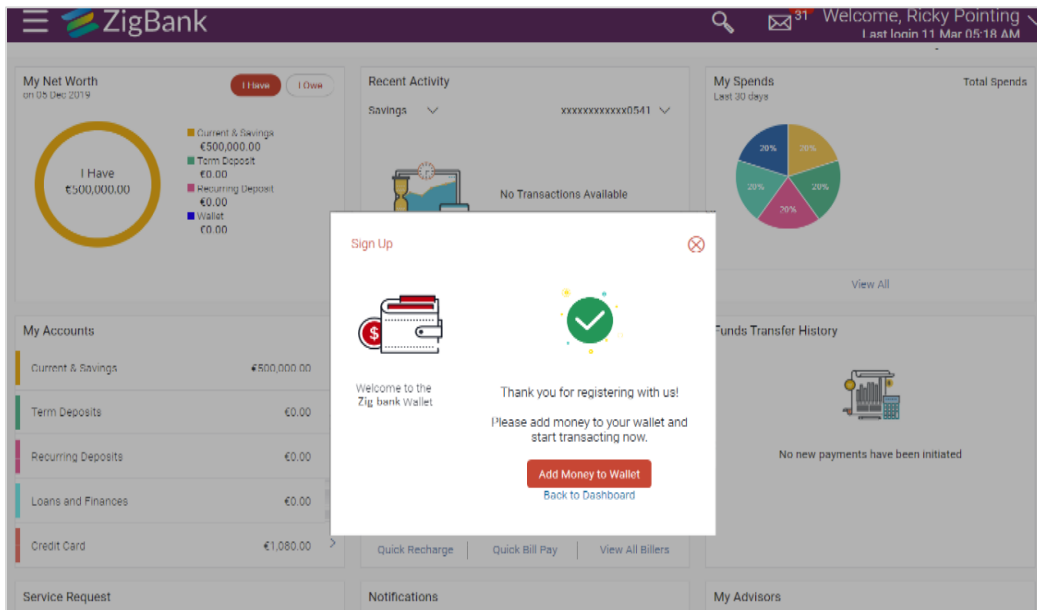 ZigBank
31
Welcome, Ricky Pointing
Last login 11 Mar 05:18 AM
My Net Worth
on 05 Dec 2019
I Have
I Owe
I Have
€500,000.00
Current & Savings
€500,000.00
Term Deposit
€0.00
Recurring Deposit
€0.00
Wallet
€0.00
Recent Activity
Savings
xxxxxxxxxxxx0541
No Transactions Available
My Spends
Last 30 days
Total Spends
20%
20%
20%
20%
20%
View All
Sign Up
$
Welcome to the
Zig bank Wallet
Thank you for registering with us!
Please add money to your wallet and
start transacting now.
Add Money to Wallet
Back to Dashboard
My Accounts
Current & Savings €500,000.00
Term Deposits €0.00
Recurring Deposits €0.00
Loans and Finances €0.00
Credit Card €1,080.00
Quick Recharge
Quick Bill Pay
View All Billers
Funds Transfer History
No new payments have been initiated
Service Request
Notifications
My Advisors